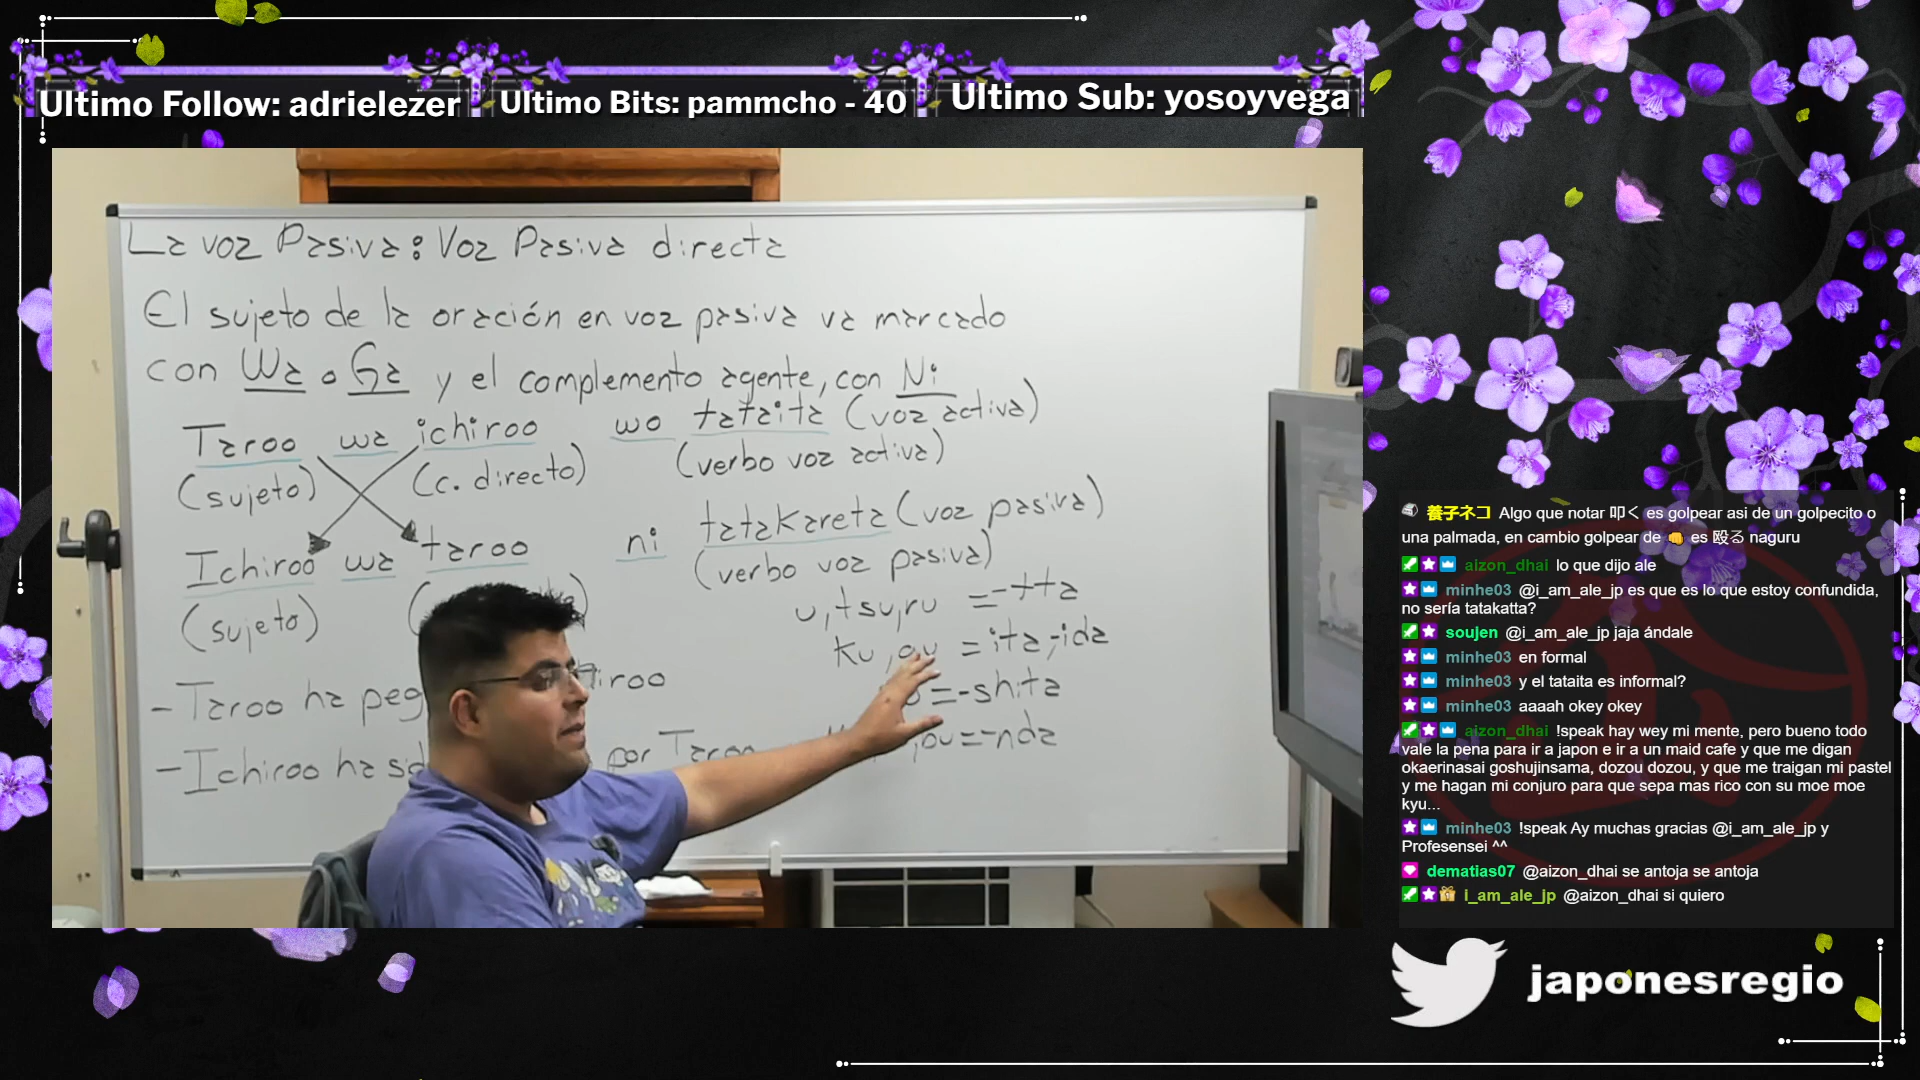 Ultimo Follow: adrielezer
Ultimo Bits: pammcho - 40
Ultimo Sub: yosoyvega
La voz Pasiva: Voz Pasiva directa
El sujeto de la oración en voz pasiva va marcado
con Wa o Ga y el complemento agente, con Ni
Taroo wa ichiroo wo tataita (voz activa)
(sujeto) (c. directo) (verbo voz activa)
Ichiroo wa taroo ni tatakareta (voz pasiva)
(sujeto) (verbo voz pasiva)
u, tsu, ru = -tta
ku, gu = ita, -ida
=-shita
- Taroo ha
- Ichiroo ha por Taroo
=-nda
養子ネコ Algo que notar 叩く es golpear asi de un golpecito o
una palmada, en cambio golpear de 👊 es 殴る naguru
aizon_dhai lo que dijo ale
minhe03 @i_am_ale_jp es que es lo que estoy confundida,
no sería tatakatta?
soujen @i_am_ale_jp jaja ándale
minhe03 en formal
minhe03 y el tataita es informal?
minhe03 aaaah okey okey
aizon_dhai !speak hay wey mi mente, pero bueno todo
vale la pena para ir a japon e ir a un maid cafe y que me digan
okaerinasai goshujinsama, dozou dozou, y que me traigan mi pastel
y me hagan mi conjuro para que sepa mas rico con su moe moe
kyu...
minhe03 !speak Ay muchas gracias @i_am_ale_jp y
Profesensei ^^
dematias07 @aizon_dhai se antoja se antoja
i_am_ale_jp @aizon_dhai si quiero
japonesregio